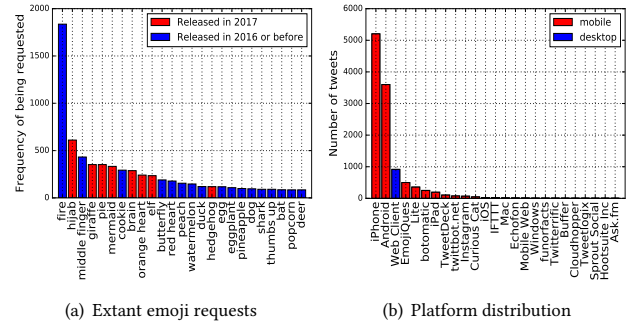 2000
1500
1000
500
0
Frequency of being requested
Released in 2017
Released in 2016 or before
fire
hijab
middle finger
giraffe
pie
mermaid
cookie
brain
orange heart
elf
butterfly
red heart
peach
watermelon
duck
hedgehog
egg
eggplant
pineapple
dog
shark
thumbs up
bat
popcorn
deer
(a) Extant emoji requests
6000
5000
4000
3000
2000
1000
0
Number of tweets
mobile
desktop
iPhone
Android
Web Client
EmojiQues
Lite
botomatic
iPad
TweetDeck
twittbot.net
Instagram
Curious Cat
iOS
IFTTT
Mac
Echofon
Mobile Web
Windows
funorfacts
Twitterrific
Buffer
Cloudhopper
Tweetlogix
Sprout Social
Hootsuite Inc
Ask.fm
(b) Platform distribution